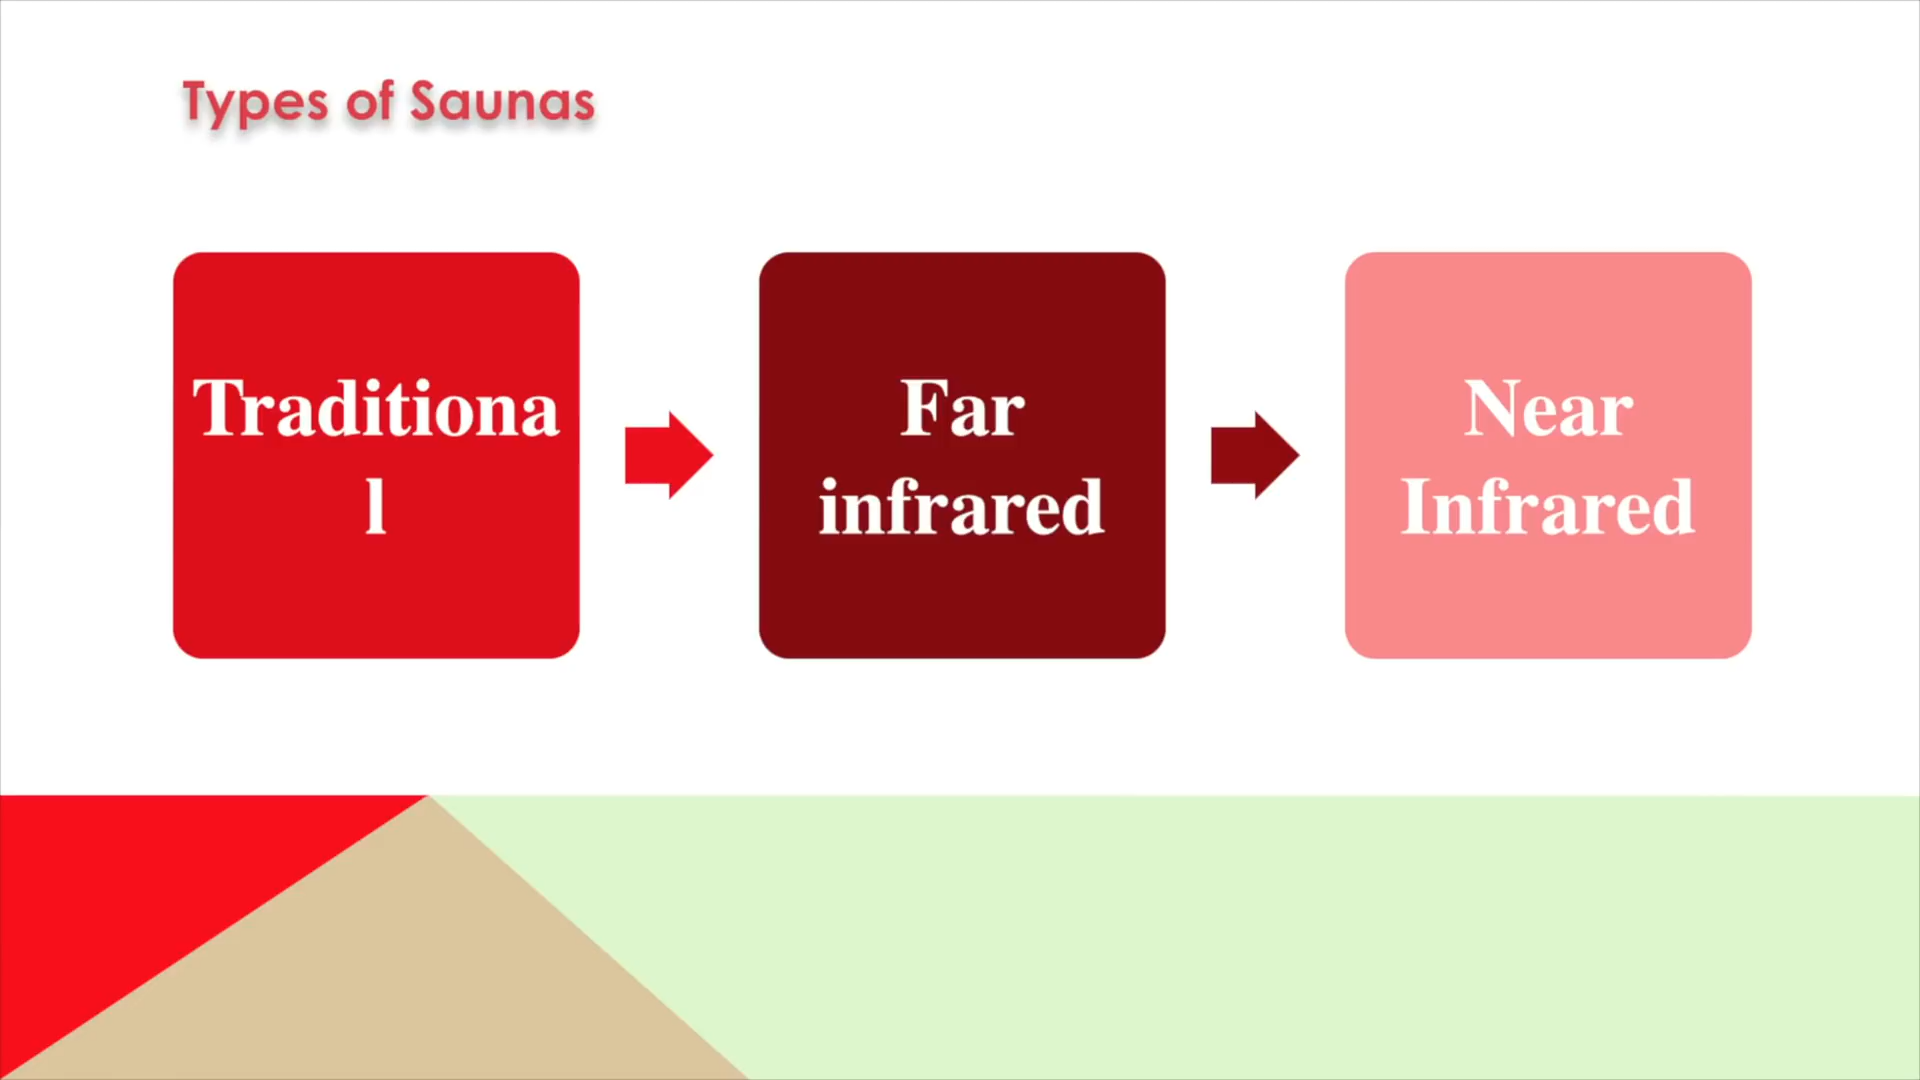 Types of Saunas
Traditiona
l
Far
infrared
Near
Infrared